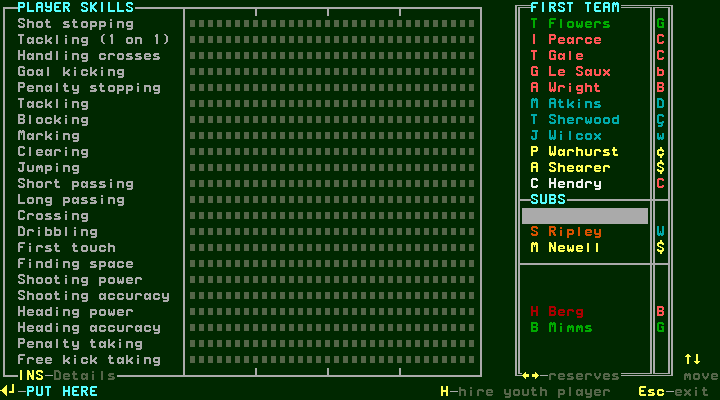 PLAYER SKILLS
Shot stopping
Tackling (1 on 1)
Handling crosses
Goal kicking
Penalty stopping
Tackling
Blocking
Marking
Clearing
Jumping
Short passing
Long passing
Crossing
Dribbling
First touch
Finding space
Shooting power
Shooting accuracy
Heading power
Heading accuracy
Penalty taking
Free kick taking
INS-Details
FIRST TEAM
T Flowers G
I Pearce C
T Gale C
G Le Saux b
A Wright B
M Atkins D
T Sherwood Ç
J Wilcox w
P Warhurst ¢
A Shearer $
C Hendry C
SUBS
S Ripley W
M Newell $
H Berg B
B Mimms G
↔reserves
↑↓
move
↵-PUT HERE
H-hire youth player
Esc-exit